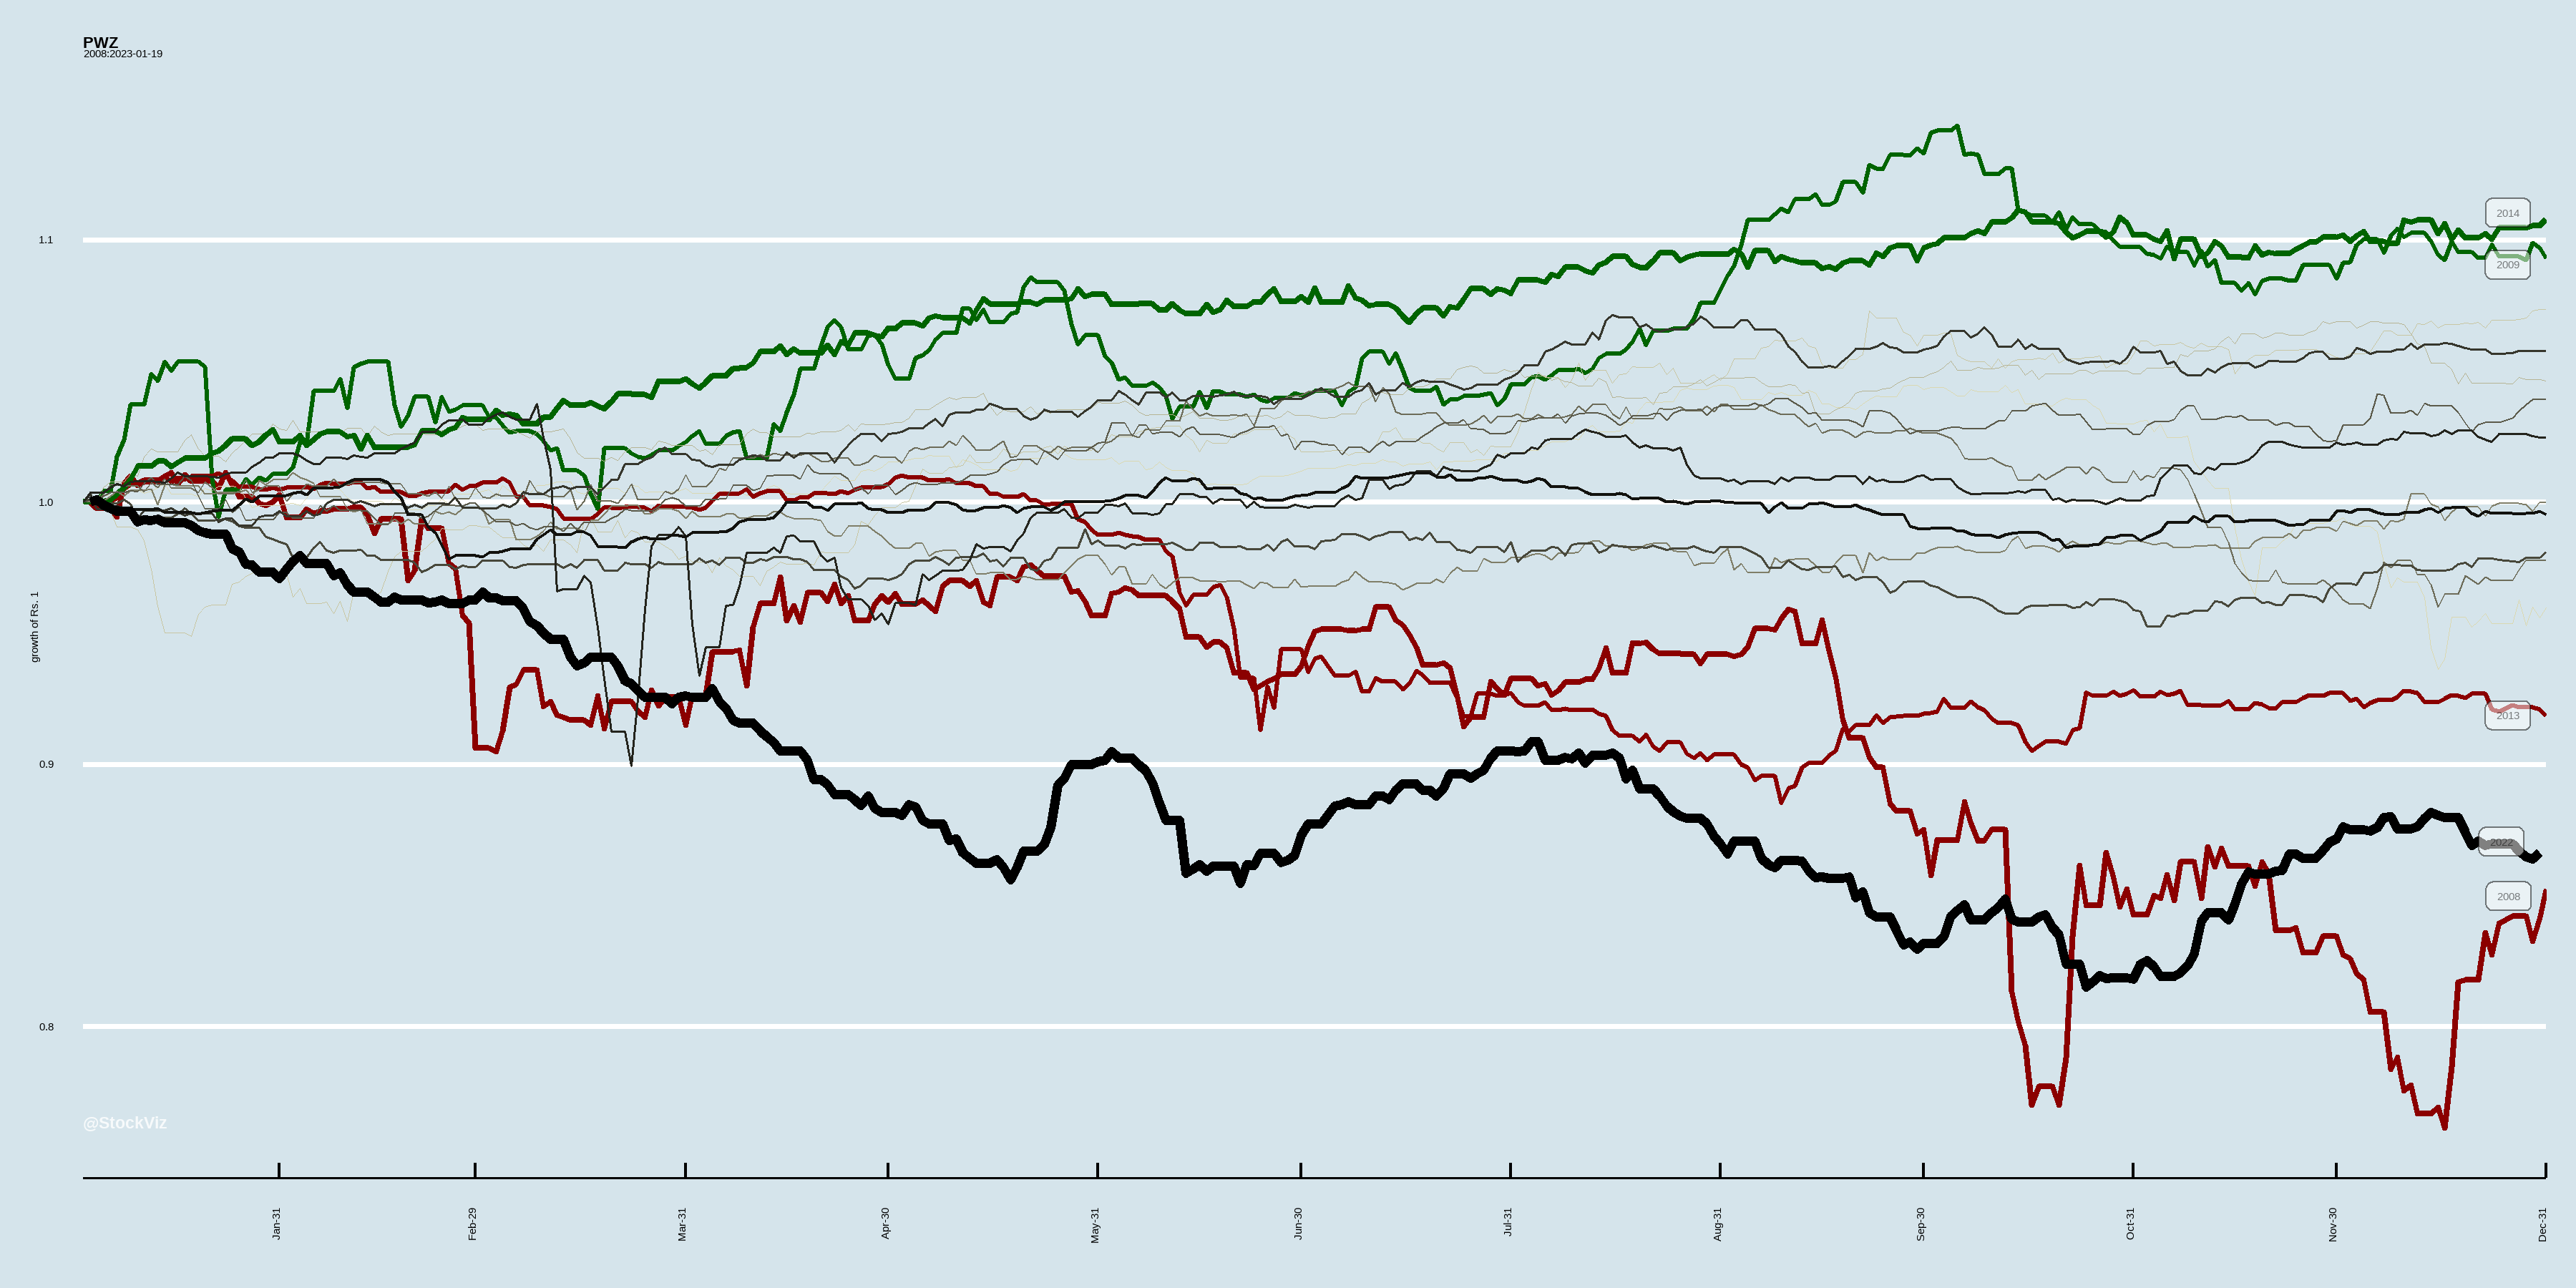 PWZ
2008:2023-01-19
1.1
1.0
0.9
0.8
growth of Rs. 1
2014
2009
2013
2022
2008
@StockViz
Jan-31
Feb-29
Mar-31
Apr-30
May-31
Jun-30
Jul-31
Aug-31
Sep-30
Oct-31
Nov-30
Dec-31